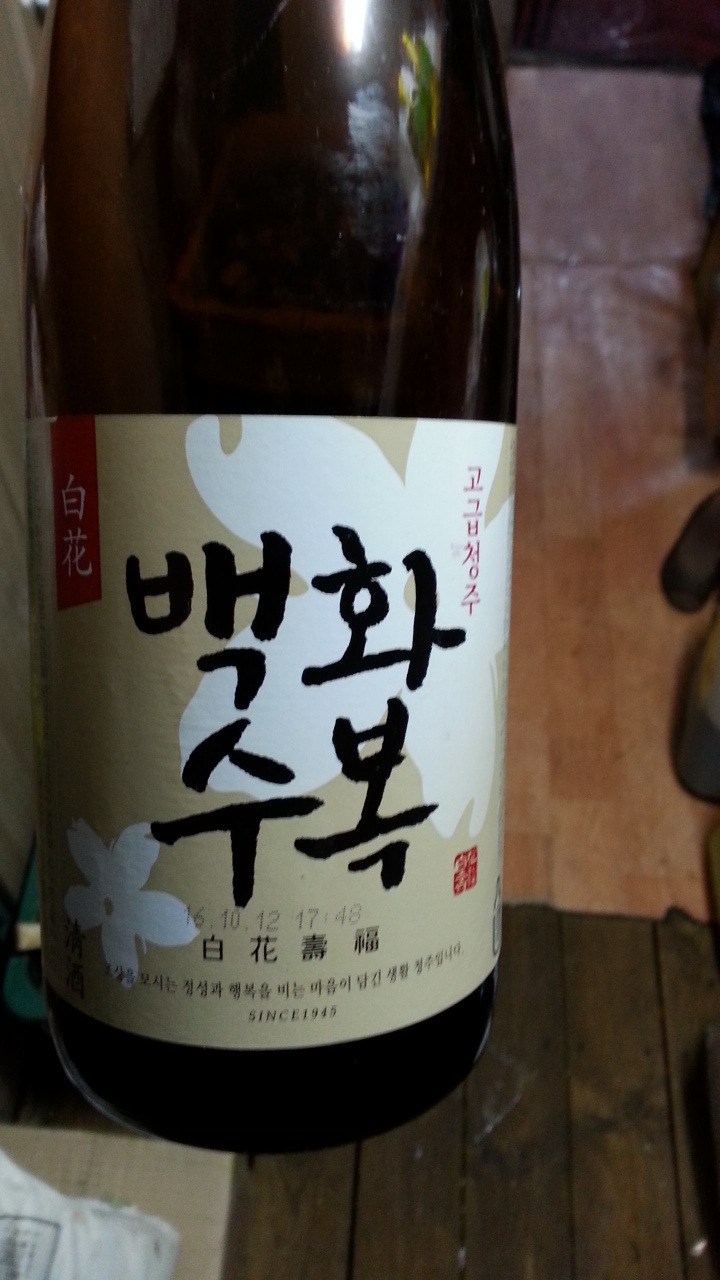 白花
고급청주
백화
수복
16.10.12 17:48
白花壽福
조상을 모시는 정성과 행복을 비는 마음이 담긴 생활 청주입니다.
SINCE1945
清酒